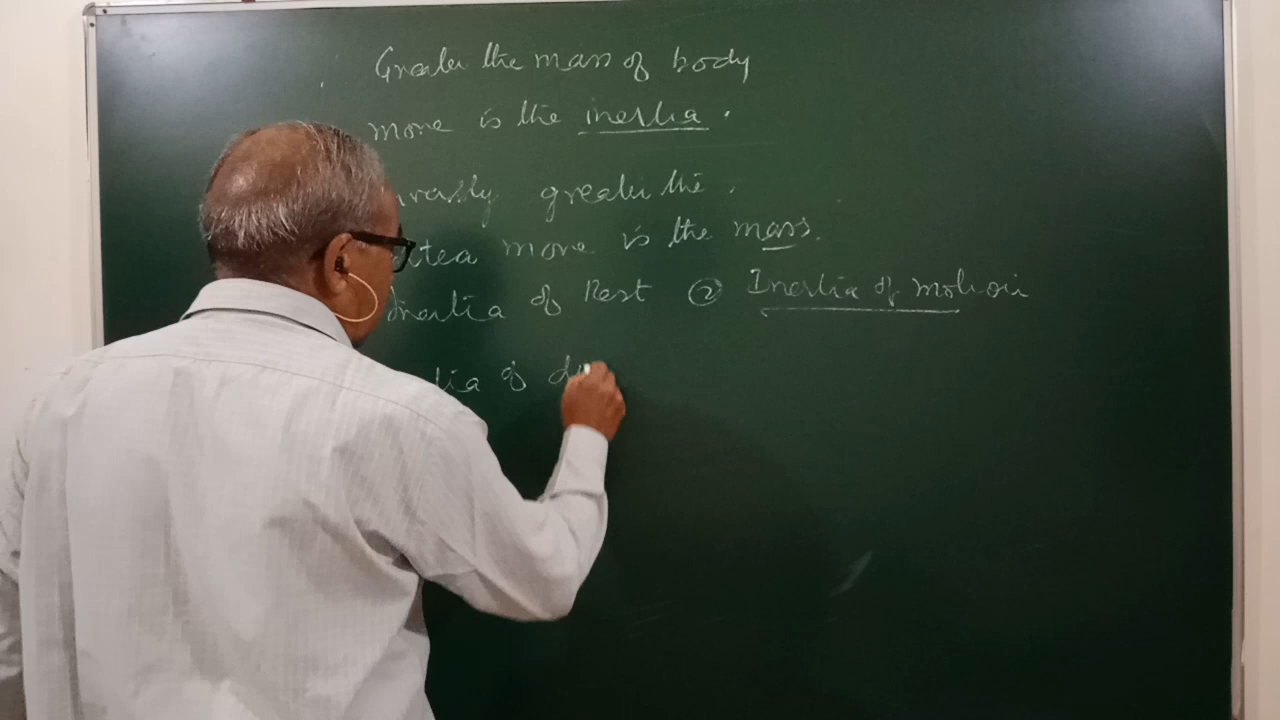 Greater the mass of body
more is the inertia.
greater the
more is the mass.
Inertia of Rest ② Inertia of motion
of